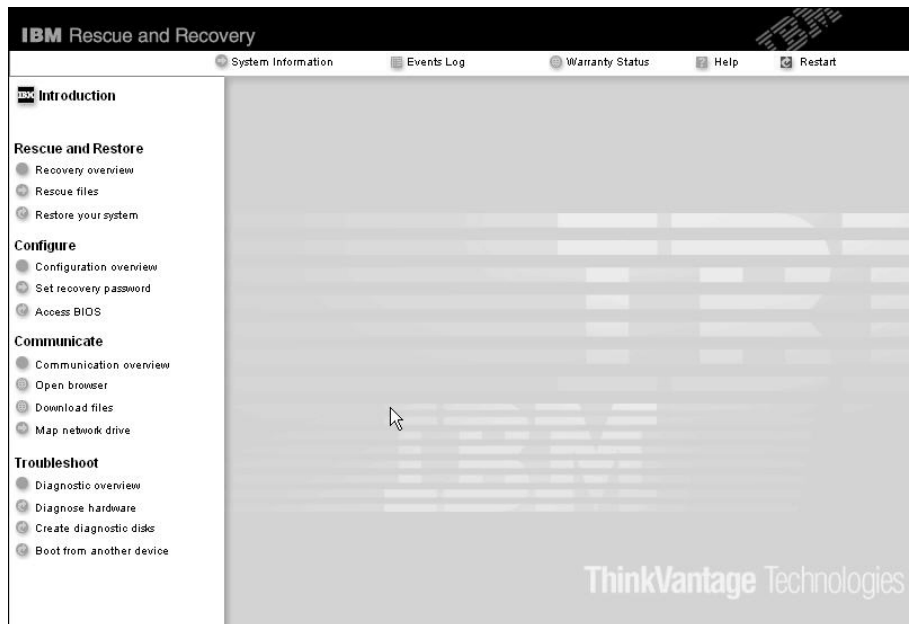 IBM Rescue and Recovery
IBM
System Information Events Log Warranty Status Help Restart
Introduction
Rescue and Restore
Recovery overview
Rescue files
Restore your system
Configure
Configuration overview
Set recovery password
Access BIOS
Communicate
Communication overview
Open browser
Download files
Map network drive
Troubleshoot
Diagnostic overview
Diagnose hardware
Create diagnostic disks
Boot from another device
IBM
ThinkVantage Technologies